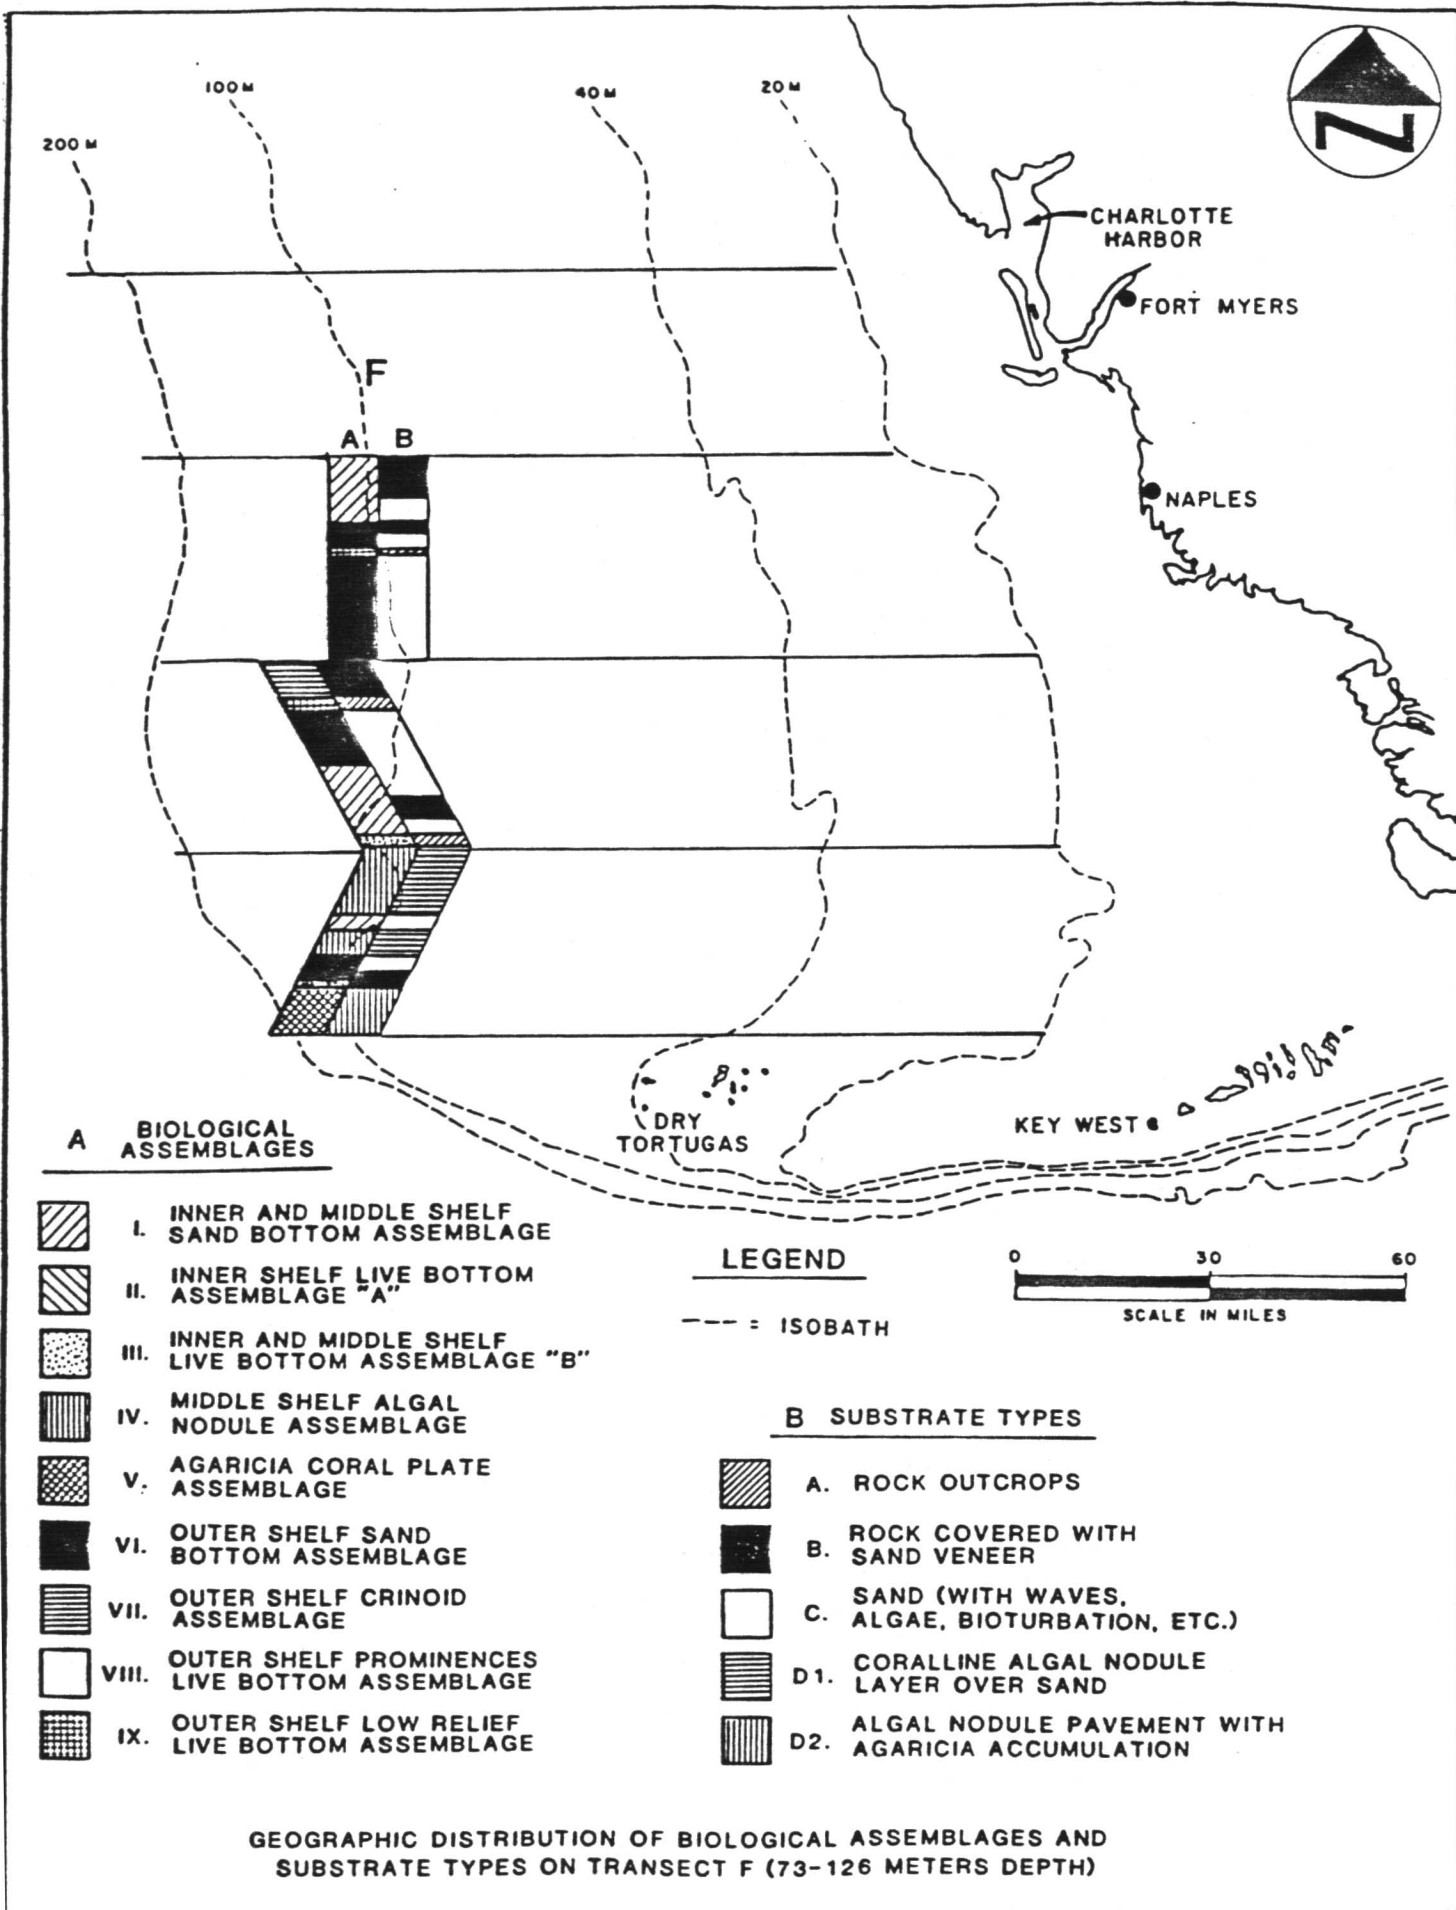 100 M
40 M
20 M
200 M
N
CHARLOTTE
HARBOR
FORT MYERS
F
A
B
NAPLES
DRY
TORTUGAS
KEY WEST
A
BIOLOGICAL
ASSEMBLAGES
I. INNER AND MIDDLE SHELF
SAND BOTTOM ASSEMBLAGE
II. INNER SHELF LIVE BOTTOM
ASSEMBLAGE "A"
III. INNER AND MIDDLE SHELF
LIVE BOTTOM ASSEMBLAGE "B"
IV. MIDDLE SHELF ALGAL
NODULE ASSEMBLAGE
V. AGARICIA CORAL PLATE
ASSEMBLAGE
VI. OUTER SHELF SAND
BOTTOM ASSEMBLAGE
VII. OUTER SHELF CRINOID
ASSEMBLAGE
VIII. OUTER SHELF PROMINENCES
LIVE BOTTOM ASSEMBLAGE
IX. OUTER SHELF LOW RELIEF
LIVE BOTTOM ASSEMBLAGE
LEGEND
---- = ISOBATH
0 30 60
SCALE IN MILES
B SUBSTRATE TYPES
A. ROCK OUTCROPS
B. ROCK COVERED WITH
SAND VENEER
C. SAND (WITH WAVES,
ALGAE, BIOTURBATION, ETC.)
D1. CORALLINE ALGAL NODULE
LAYER OVER SAND
D2. ALGAL NODULE PAVEMENT WITH
AGARICIA ACCUMULATION
GEOGRAPHIC DISTRIBUTION OF BIOLOGICAL ASSEMBLAGES AND
SUBSTRATE TYPES ON TRANSECT F (73-126 METERS DEPTH)